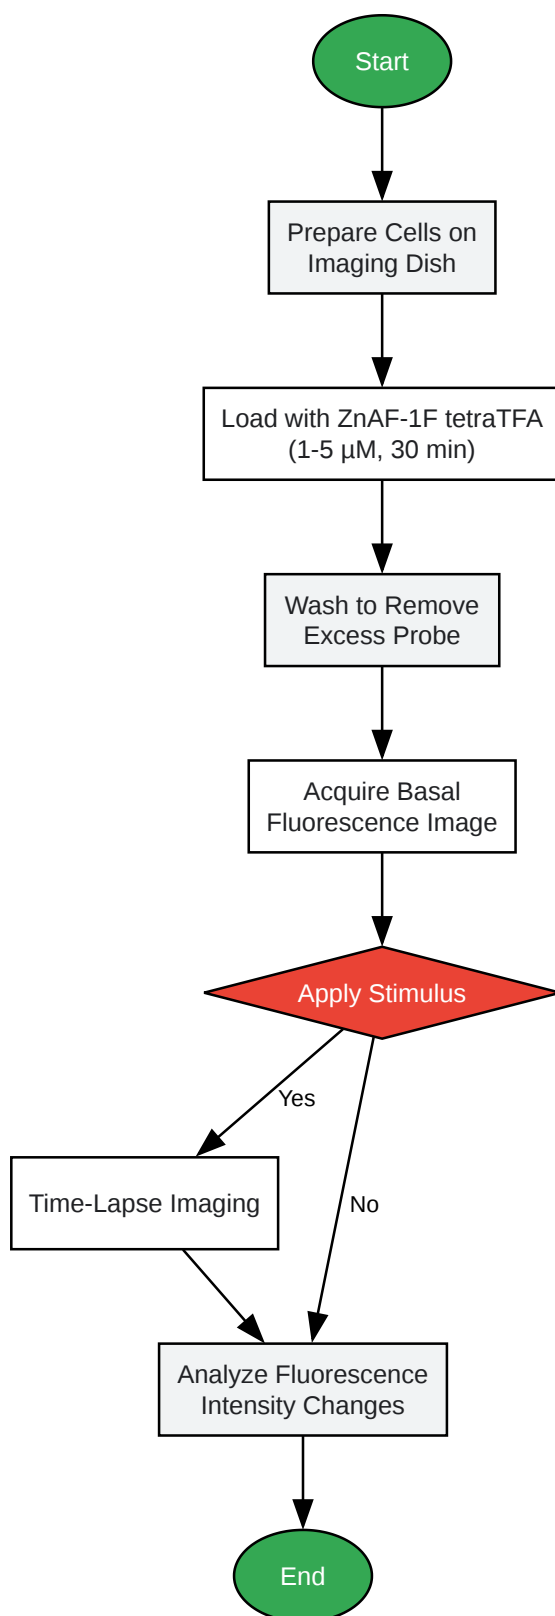 Start
Prepare Cells on
Imaging Dish
Load with ZnAF-1F tetraTFA
(1-5 µM, 30 min)
Wash to Remove
Excess Probe
Acquire Basal
Fluorescence Image
Apply Stimulus
Yes
Time-Lapse Imaging
No
Analyze Fluorescence
Intensity Changes
End